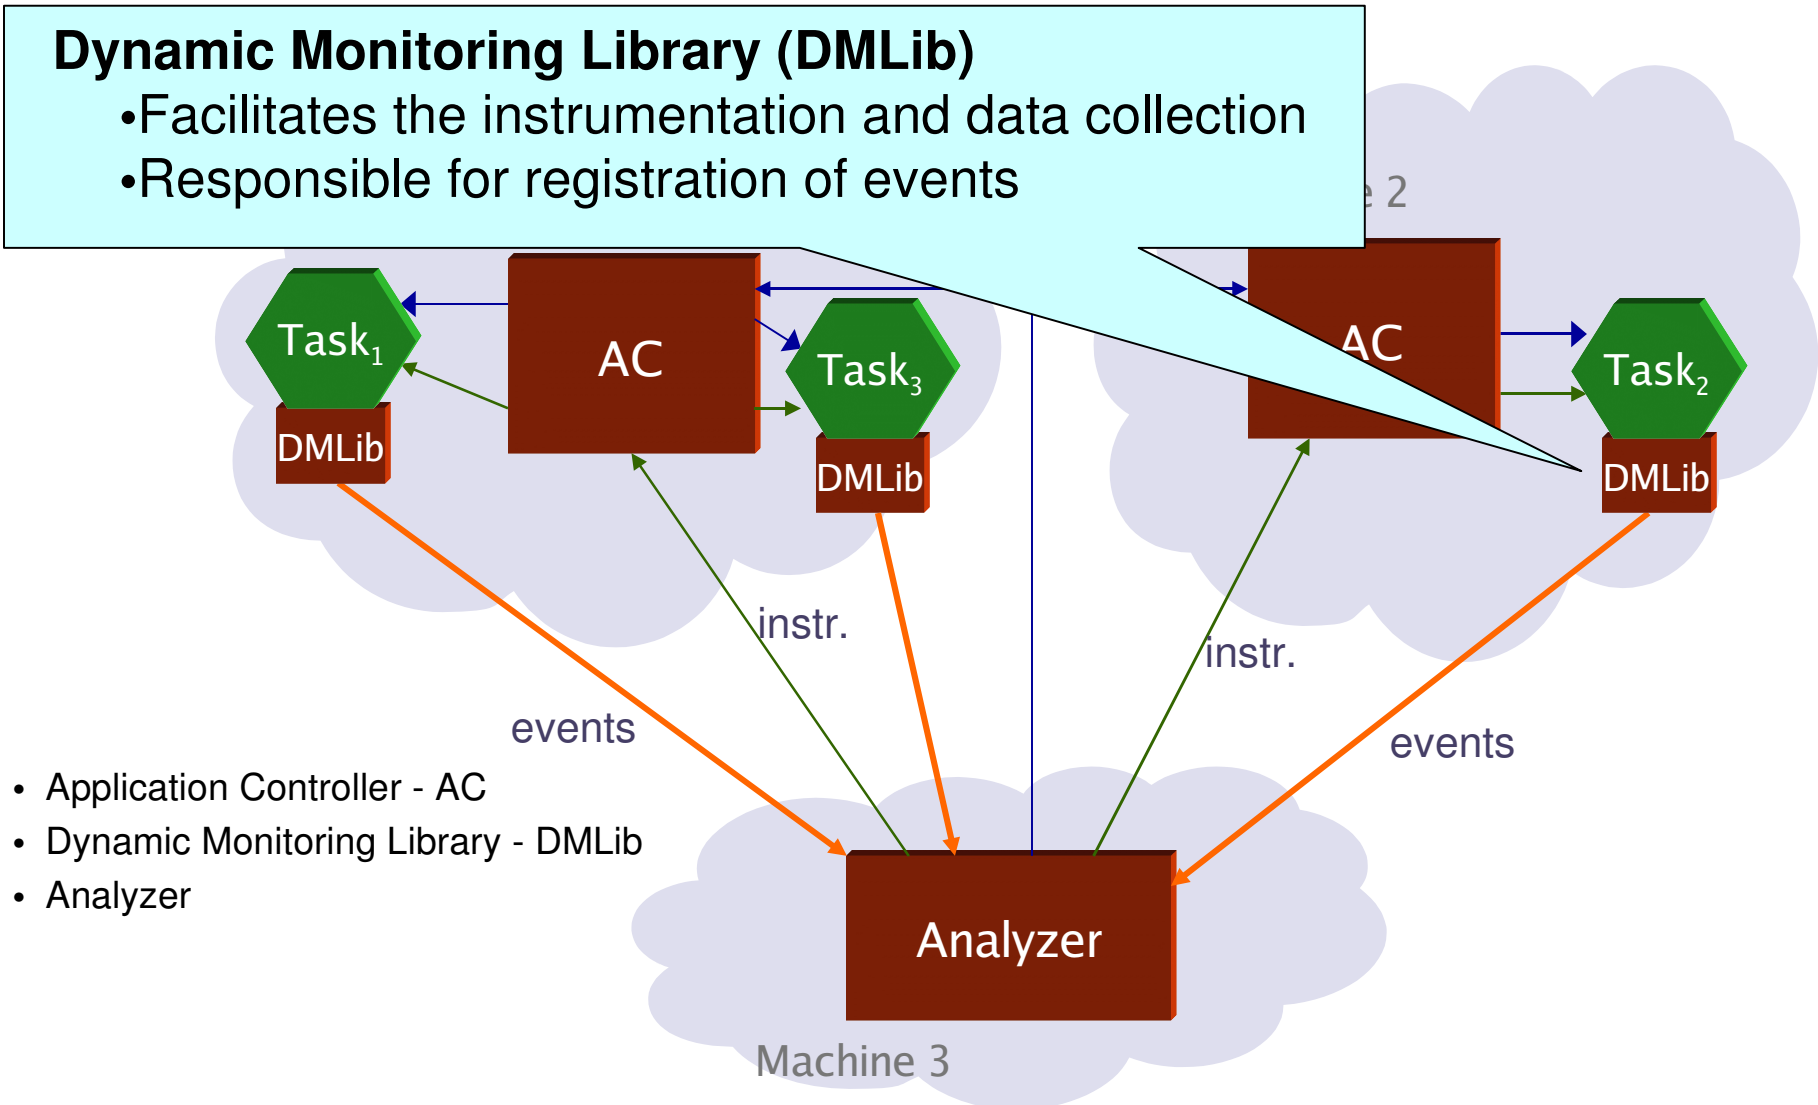 Dynamic Monitoring Library (DMLib)
•Facilitates the instrumentation and data collection
•Responsible for registration of events
2
Task1
AC
Task3
AC
Task2
DMLib
DMLib
DMLib
instr.
instr.
events
events
• Application Controller - AC
• Dynamic Monitoring Library - DMLib
• Analyzer
Analyzer
Machine 3